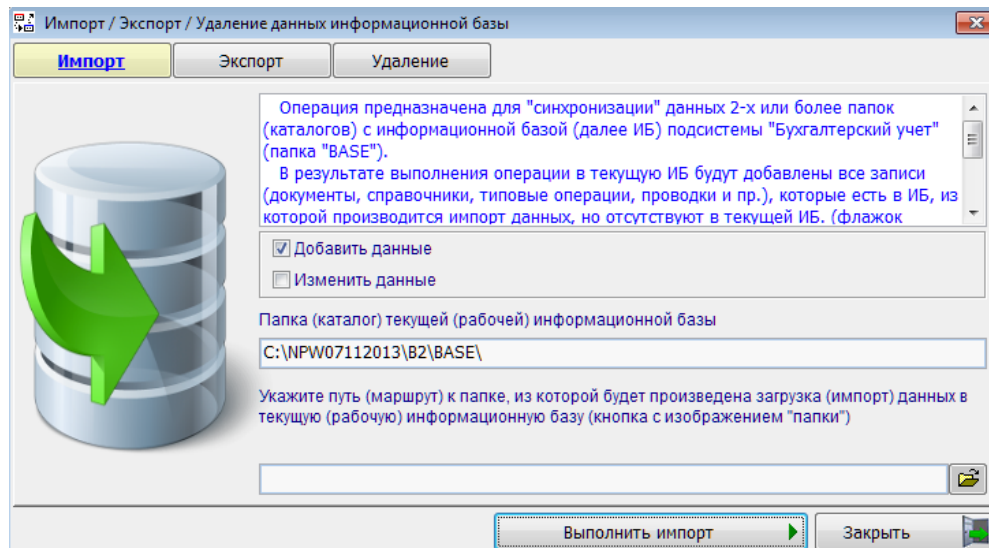 Импорт / Экспорт / Удаление данных информационной базы
Импорт
Экспорт
Удаление
Операция предназначена для "синхронизации" данных 2-х или более папок
(каталогов) с информационной базой (далее ИБ) подсистемы "Бухгалтерский учет"
(папка "BASE").
В результате выполнения операции в текущую ИБ будут добавлены все записи
(документы, справочники, типовые операции, проводки и пр.), которые есть в ИБ, из
которой производится импорт данных, но отсутствуют в текущей ИБ. (флажок
Добавить данные
Изменить данные
Папка (каталог) текущей (рабочей) информационной базы
C:\NPW07112013\B2\BASE\
Укажите путь (маршрут) к папке, из которой будет произведена загрузка (импорт) данных в
текущую (рабочую) информационную базу (кнопка с изображением "папки")
Выполнить импорт
Закрыть